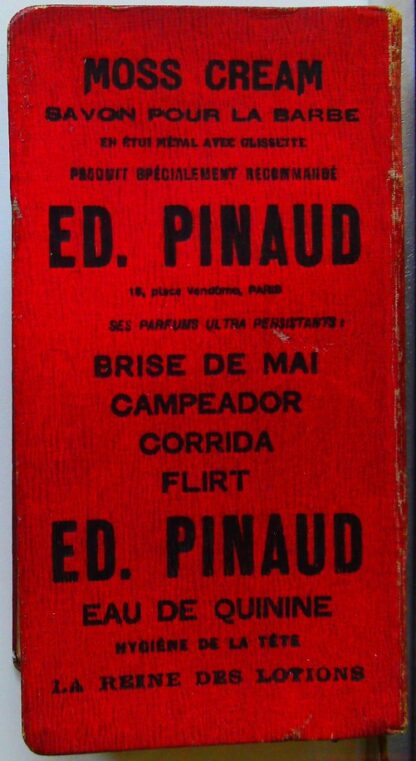 MOSS CREAM
SAVON POUR LA BARBE
EN ÉTUI MÉTAL AVEC GLISSETTE
PRODUIT SPÉCIALEMENT RECOMMANDÉ
ED. PINAUD
18, place Vendôme, PARIS
SES PARFUMS ULTRA PERSISTANTS :
BRISE DE MAI
CAMPEADOR
CORRIDA
FLIRT
ED. PINAUD
EAU DE QUININE
HYGIÈNE DE LA TÊTE
LA REINE DES LOTIONS